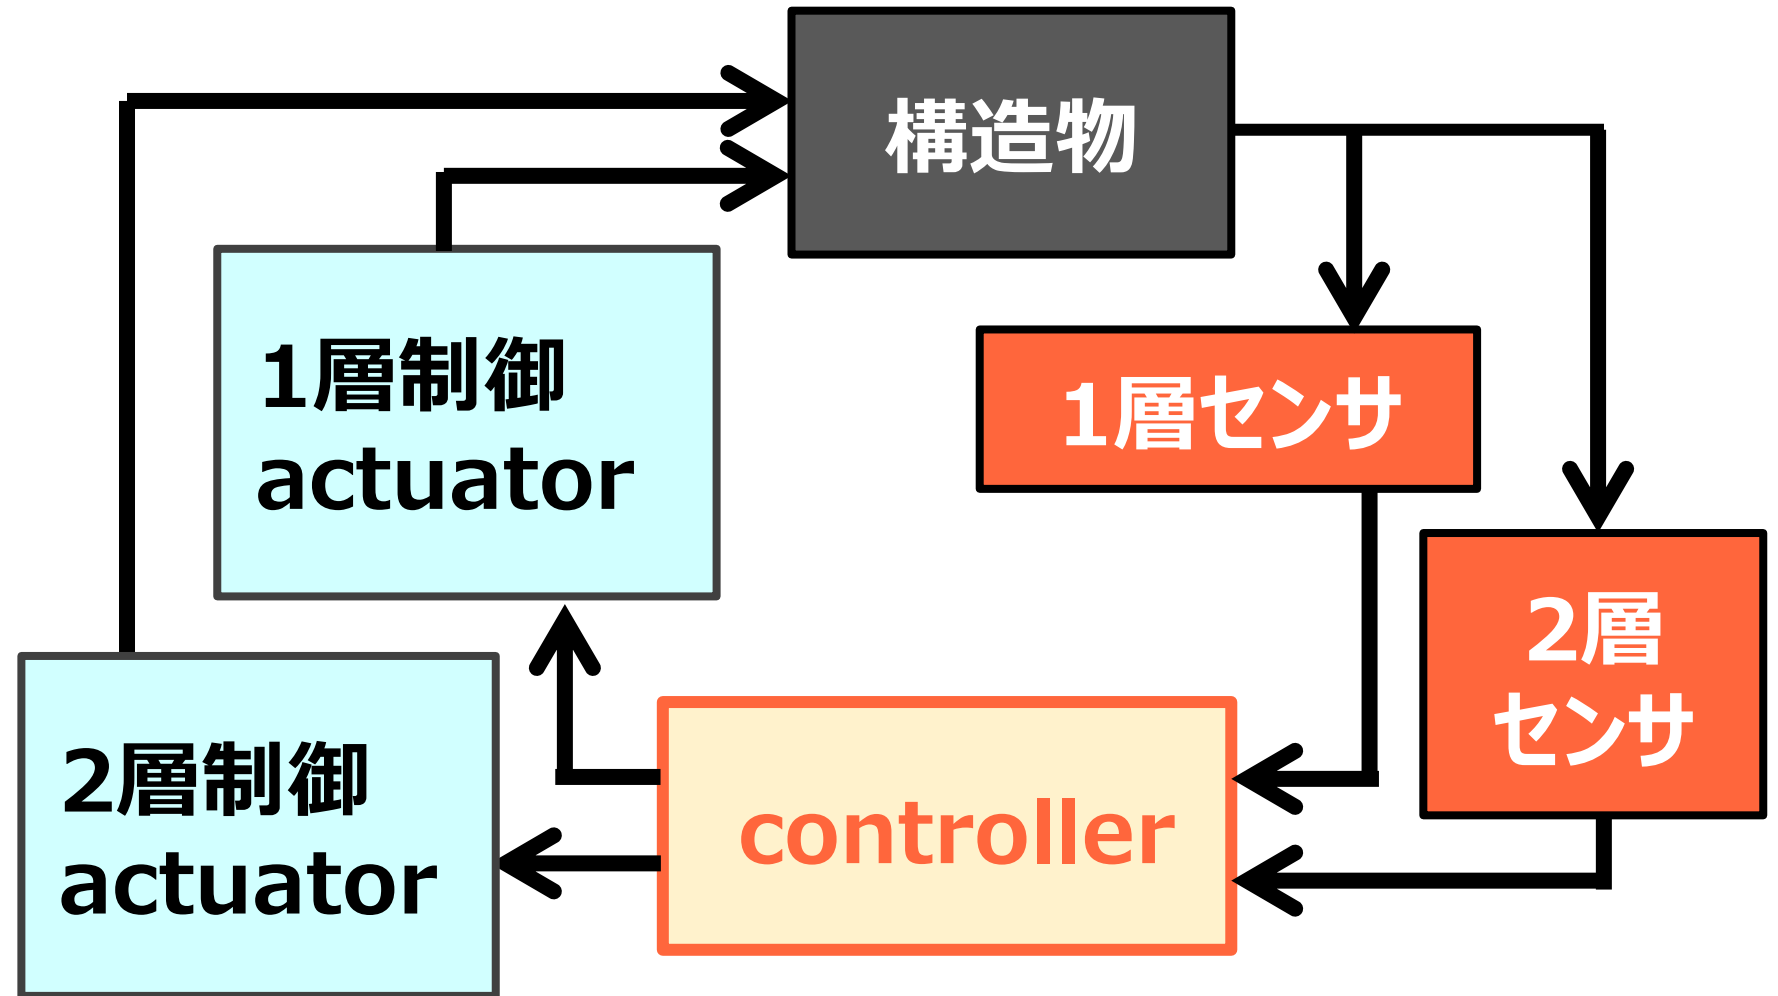 構造物
1層制御
actuator
1層センサ
2層
センサ
2層制御
actuator
controller